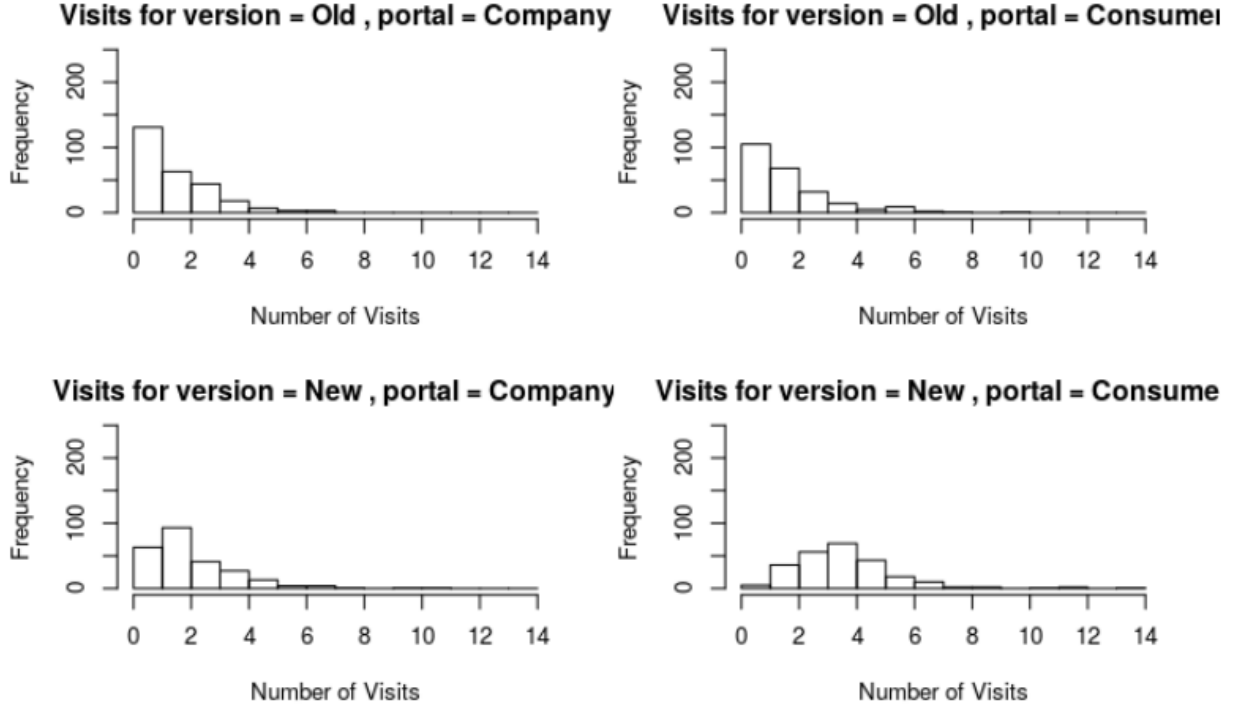 Visits for version = Old , portal = Company
Frequency
200
100
0
0 2 4 6 8 10 12 14
Number of Visits
Visits for version = Old , portal = Consumer
Frequency
200
100
0
0 2 4 6 8 10 12 14
Number of Visits
Visits for version = New , portal = Company
Frequency
200
100
0
0 2 4 6 8 10 12 14
Number of Visits
Visits for version = New , portal = Consume
Frequency
200
100
0
0 2 4 6 8 10 12 14
Number of Visits